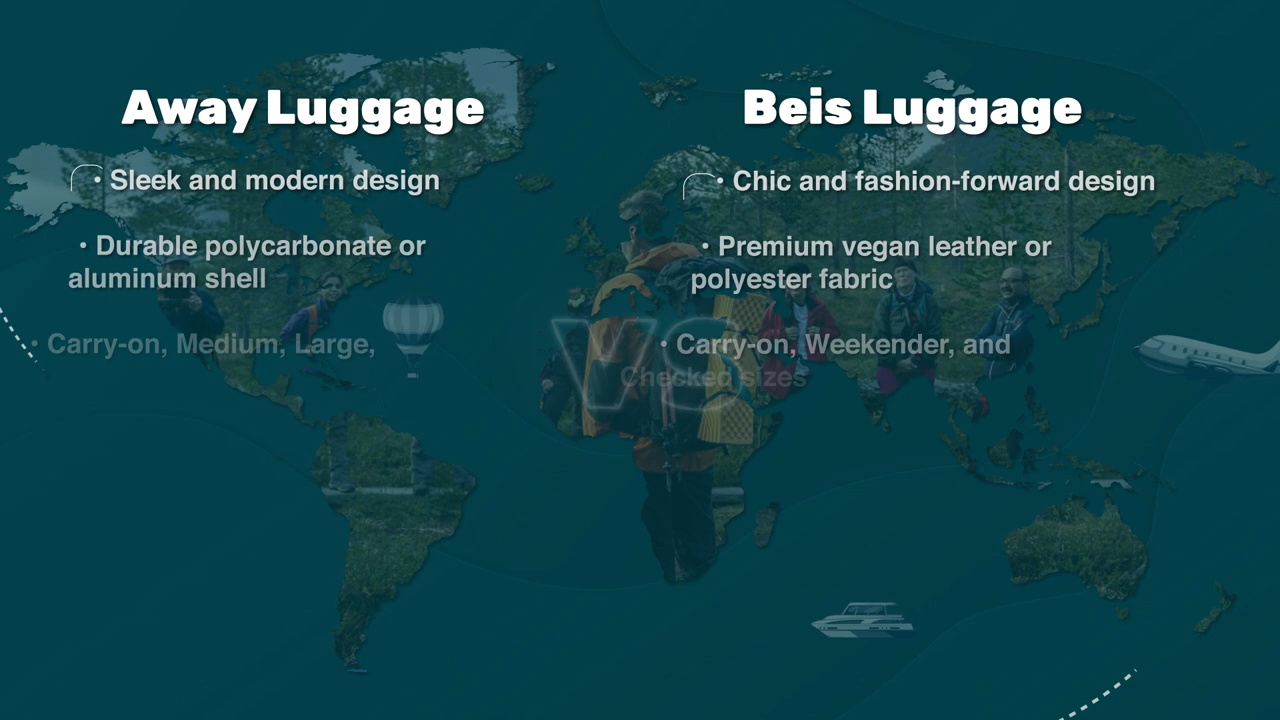 Away Luggage
• Sleek and modern design
• Durable polycarbonate or
aluminum shell
• Carry-on, Medium, Large,
VS
Beis Luggage
• Chic and fashion-forward design
• Premium vegan leather or
polyester fabric
• Carry-on, Weekender, and
Checked sizes